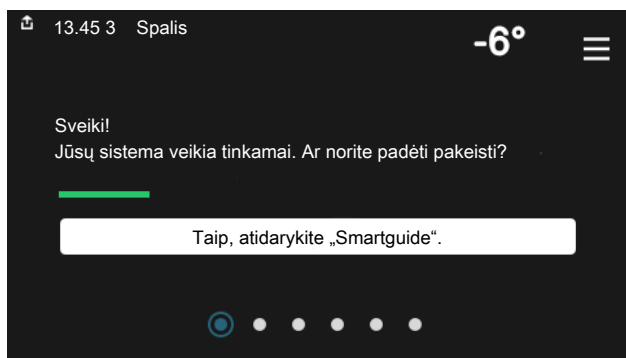 13.45 3 Spalis
-6°
Sveiki!
Jūsų sistema veikia tinkamai. Ar norite padėti pakeisti?
Taip, atidarykite „Smartguide“.